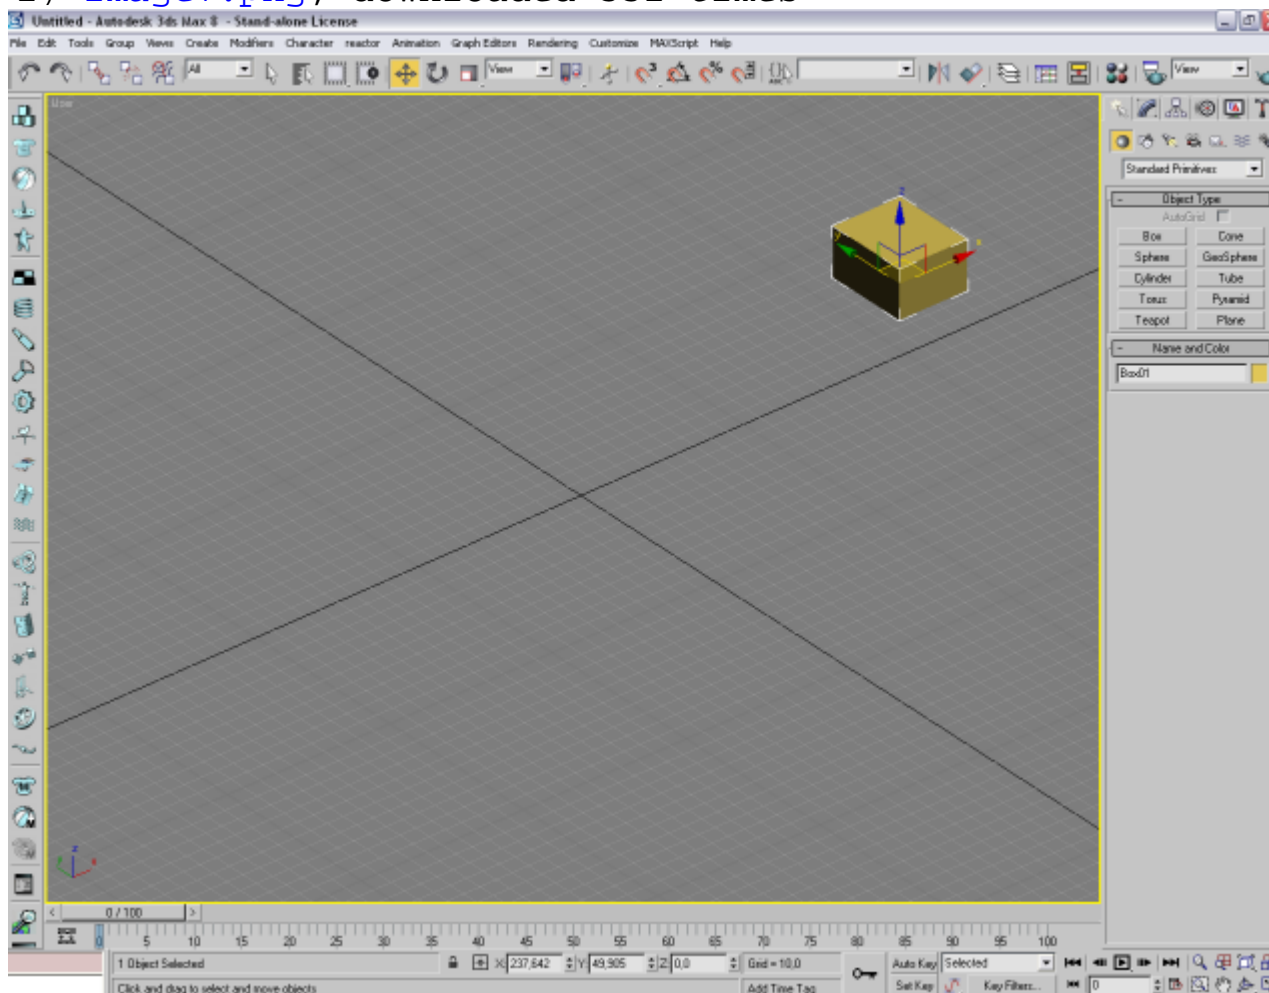 Untitled - Autodesk 3ds Max 8 - Stand-alone License
File Edit Tools Group Views Create Modifiers Character reactor Animation Graph Editors Rendering Customize MAXScript Help
All
View
View
User
Standard Primitives
- Object Type
AutoGrid
Box Cone
Sphere GeoSphere
Cylinder Tube
Torus Pyramid
Teapot Plane
- Name and Color
Box01
z
y
x
z
y
x
0 / 100
0 5 10 15 20 25 30 35 40 45 50 55 60 65 70 75 80 85 90 95 100
1 Object Selected
X: 237,642 Y: 49,905 Z: 0,0
Grid = 10,0
Auto Key Selected
Click and drag to select and move objects
Add Time Tag
Set Key Key Filters...
0